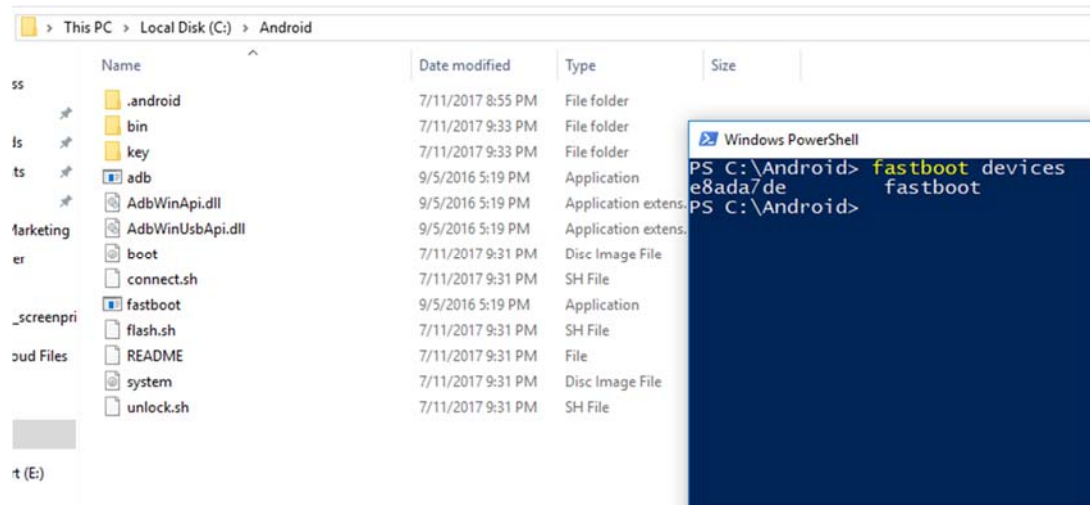 This PC > Local Disk (C:) > Android
Name Date modified Type Size
ss
.android 7/11/2017 8:55 PM File folder
bin 7/11/2017 9:33 PM File folder
ls
key 7/11/2017 9:33 PM File folder
ts
adb 9/5/2016 5:19 PM Application
AdbWinApi.dll 9/5/2016 5:19 PM Application extens
Marketing
AdbWinUsbApi.dll 9/5/2016 5:19 PM Application extens
er
boot 7/11/2017 9:31 PM Disc Image File
connect.sh 7/11/2017 9:31 PM SH File
fastboot 9/5/2016 5:19 PM Application
_screenpri
flash.sh 7/11/2017 9:31 PM SH File
oud Files
README 7/11/2017 9:31 PM File
system 7/11/2017 9:31 PM Disc Image File
unlock.sh 7/11/2017 9:31 PM SH File
rt (E:)
Windows PowerShell
PS C:\Android> fastboot devices
e8ada7de fastboot
PS C:\Android>